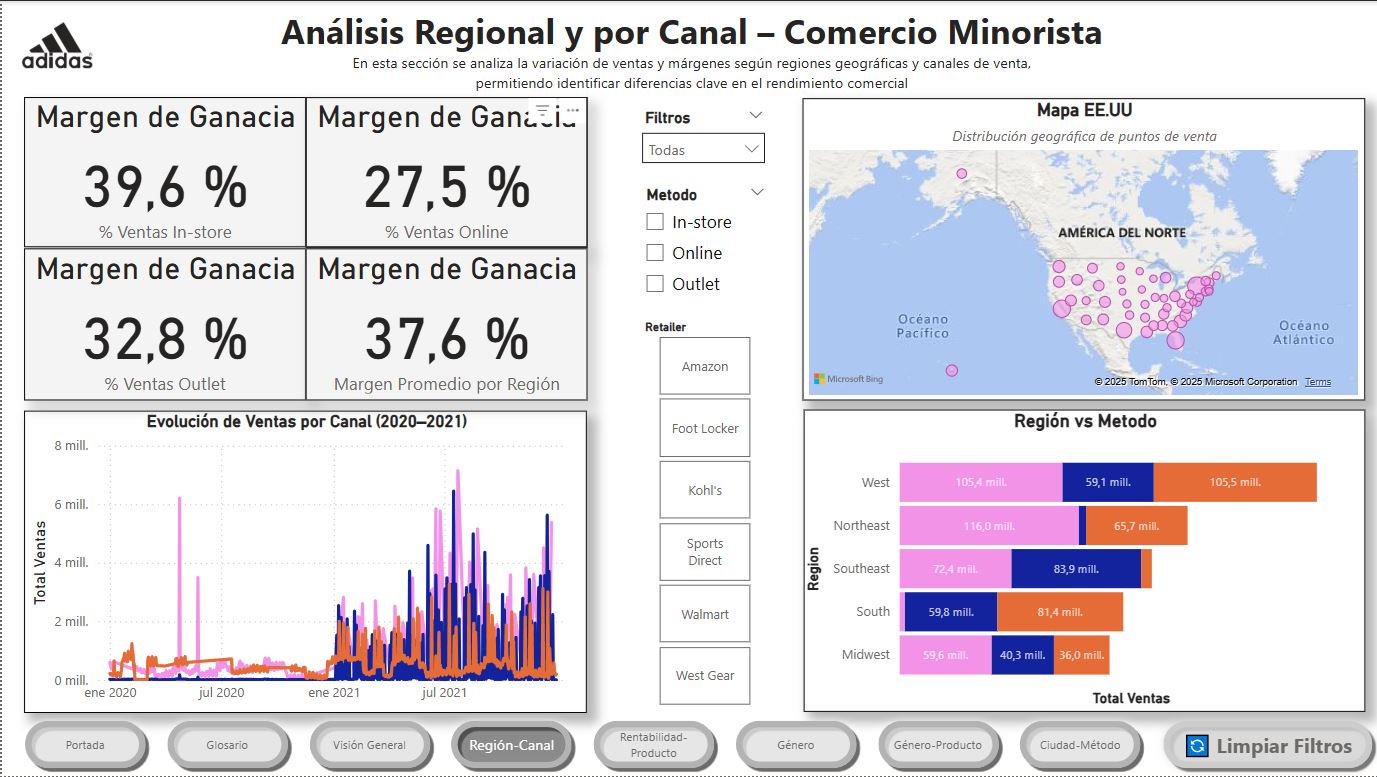 adidas
Análisis Regional y por Canal – Comercio Minorista
En esta sección se analiza la variación de ventas y márgenes según regiones geográficas y canales de venta,
permitiendo identificar diferencias clave en el rendimiento comercial
Margen de Ganacia
39,6 %
% Ventas In-store
Margen de Ganacia
27,5 %
% Ventas Online
Margen de Ganacia
32,8 %
% Ventas Outlet
Margen de Ganacia
37,6 %
Margen Promedio por Región
Evolución de Ventas por Canal (2020–2021)
Total Ventas
8 mill.
6 mill.
4 mill.
2 mill.
0 mill.
ene 2020
jul 2020
ene 2021
jul 2021
Filtros
Todas
Metodo
In-store
Online
Outlet
Retailer
Amazon
Foot Locker
Kohl's
Sports
Direct
Walmart
West Gear
Mapa EE.UU
Distribución geográfica de puntos de venta
AMÉRICA DEL NORTE
Océano
Pacífico
Océano
Atlántico
Microsoft Bing
© 2025 TomTom, © 2025 Microsoft Corporation Terms
Región vs Metodo
Region
West
105,4 mill.
59,1 mill.
105,5 mill.
Northeast
116,0 mill.
65,7 mill.
Southeast
72,4 mill.
83,9 mill.
South
59,8 mill.
81,4 mill.
Midwest
59,6 mill.
40,3 mill.
36,0 mill.
Total Ventas
Portada
Glosario
Visión General
Región-Canal
Rentabilidad-
Producto
Género
Género-Producto
Ciudad-Método
Limpiar Filtros